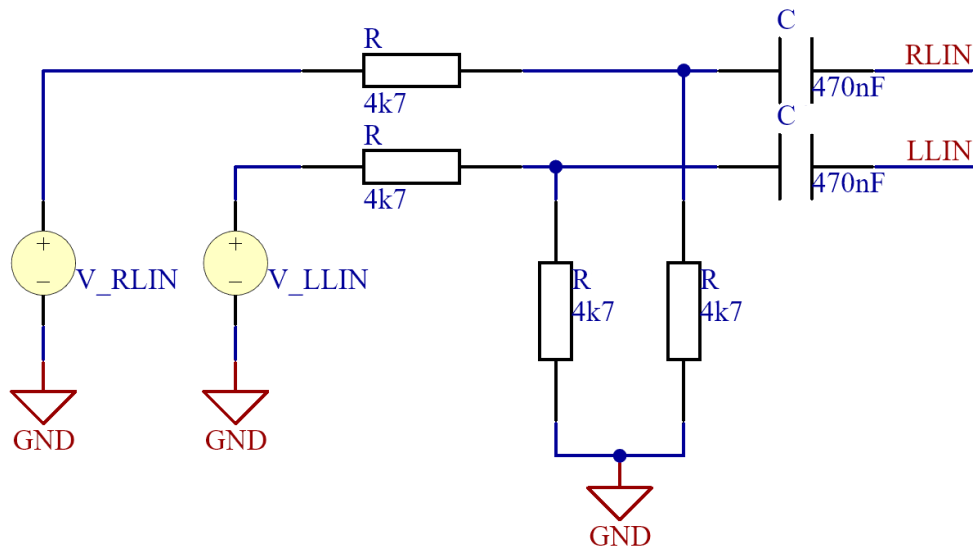 R
4k7
C
470nF
RLIN
R
4k7
C
470nF
LLIN
+
−
V_RLIN
+
−
V_LLIN
R
4k7
R
4k7
GND
GND
GND